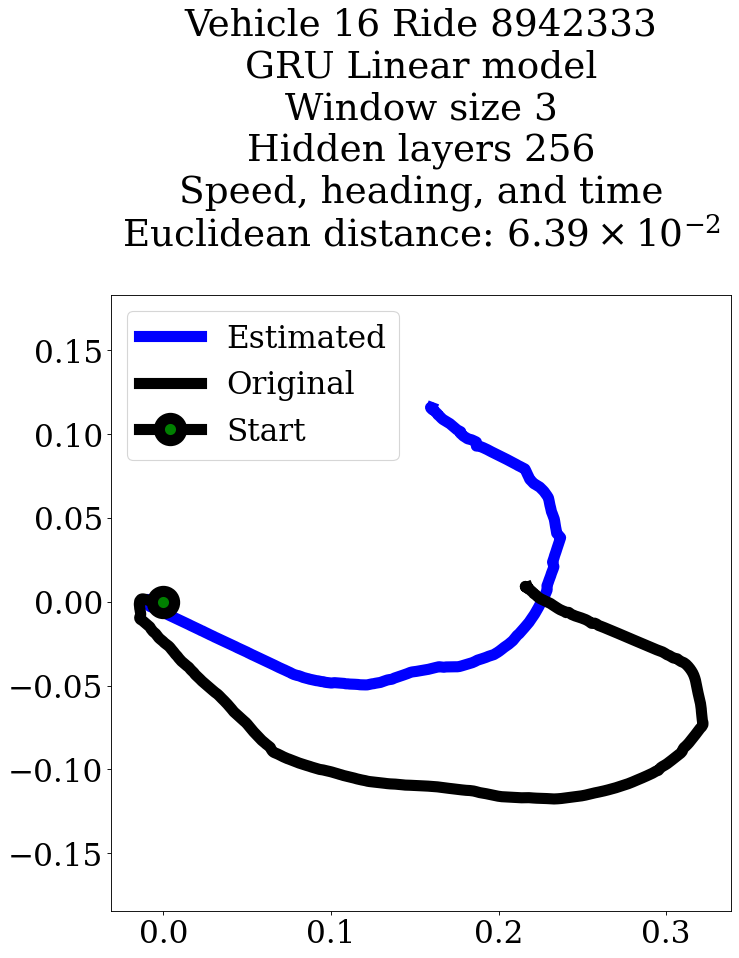 Vehicle 16 Ride 8942333
GRU Linear model
Window size 3
Hidden layers 256
Speed, heading, and time
Euclidean distance: 6.39 × 10⁻²
Estimated
Original
Start
0.15
0.10
0.05
0.00
−0.05
−0.10
−0.15
0.0 0.1 0.2 0.3